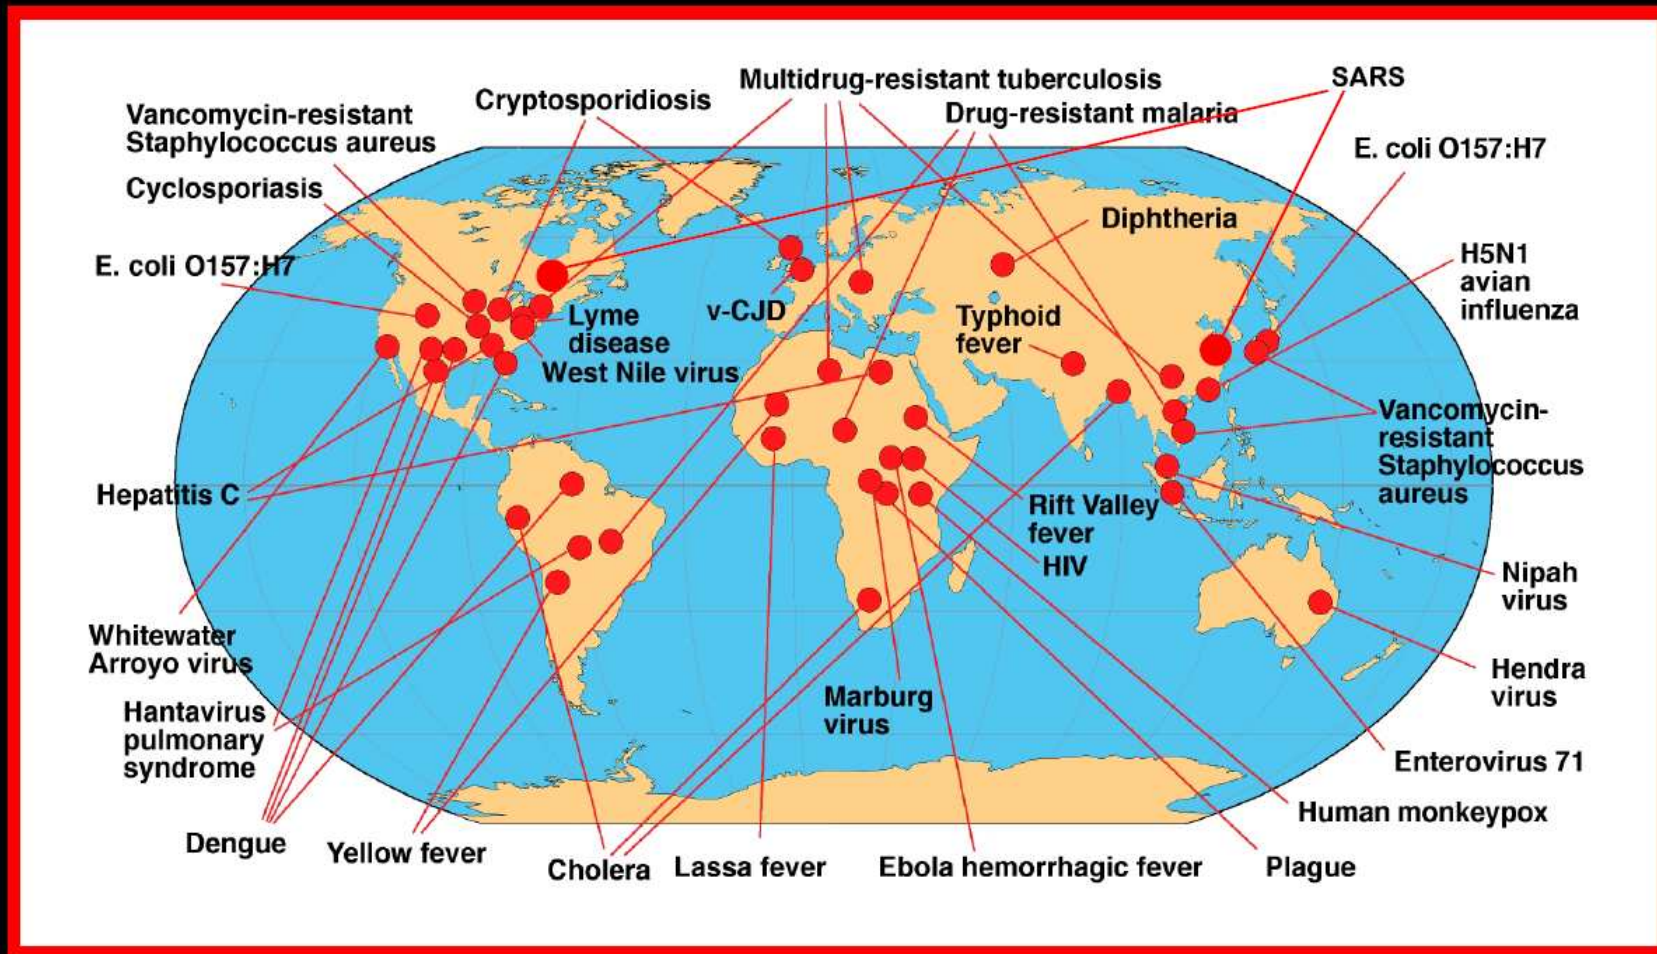 Multidrug-resistant tuberculosis
SARS
Cryptosporidiosis
Drug-resistant malaria
Vancomycin-resistant
Staphylococcus aureus
E. coli O157:H7
Cyclosporiasis
Diphtheria
E. coli O157:H7
H5N1
avian
influenza
v-CJD
Lyme
disease
Typhoid
fever
West Nile virus
Vancomycin-
resistant
Staphylococcus
aureus
Hepatitis C
Rift Valley
fever
HIV
Nipah
virus
Whitewater
Arroyo virus
Hendra
virus
Marburg
virus
Hantavirus
pulmonary
syndrome
Enterovirus 71
Human monkeypox
Dengue
Yellow fever
Cholera
Lassa fever
Ebola hemorrhagic fever
Plague